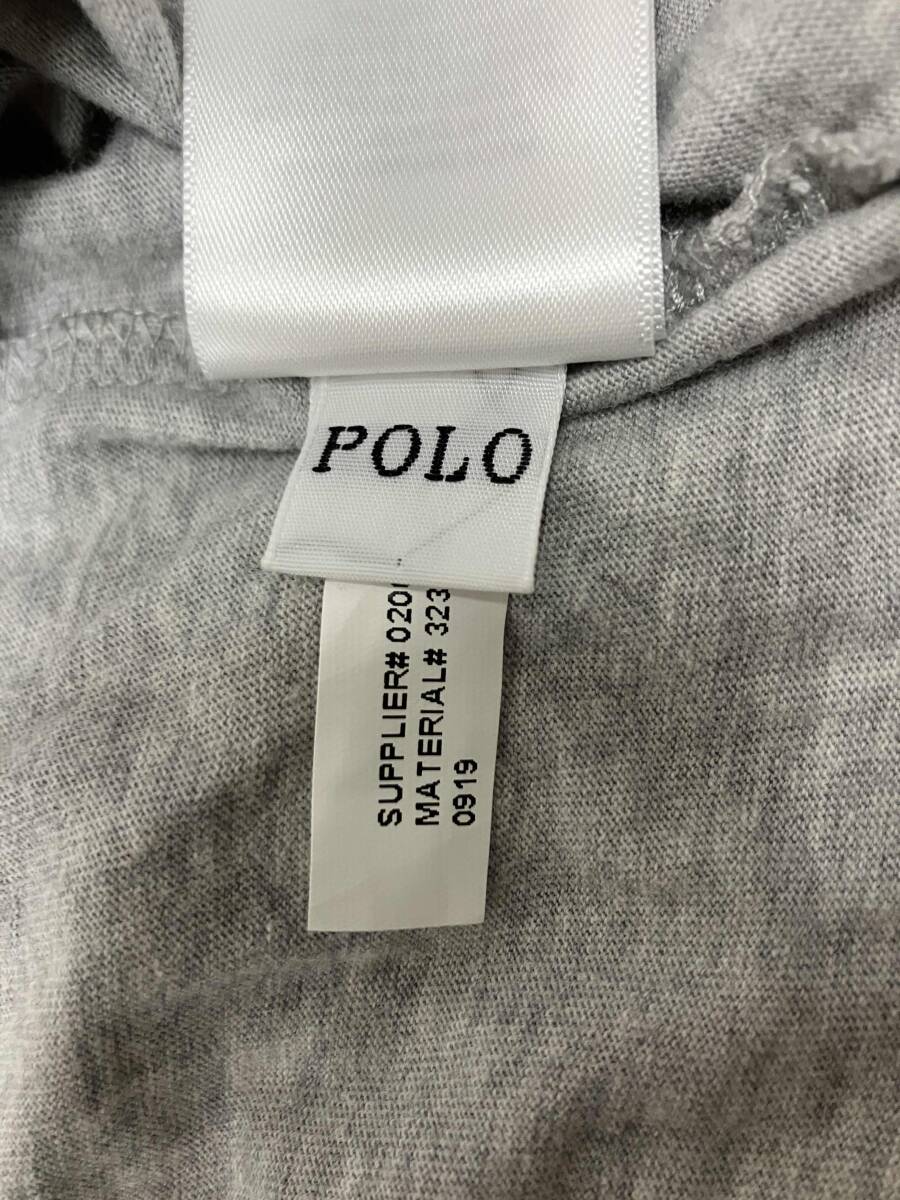 POLO
SUPPLIER# 020
MATERIAL# 323
0919